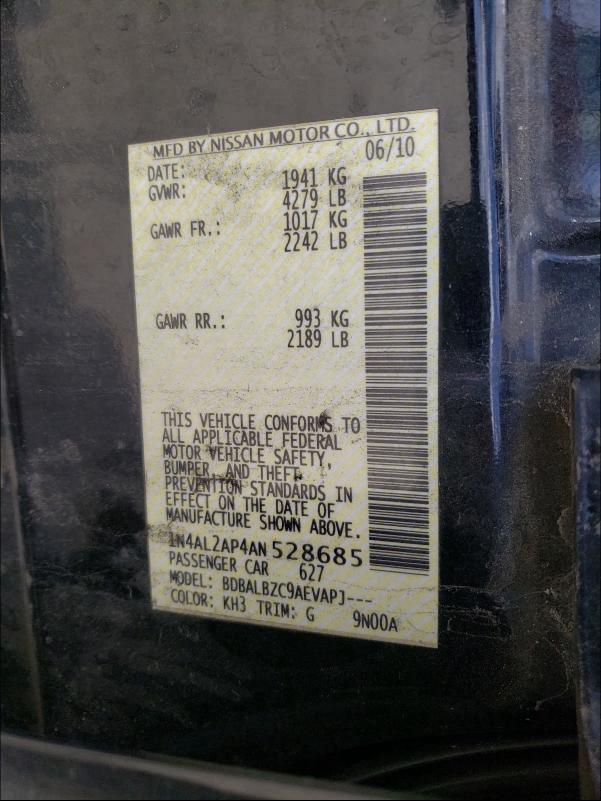 MFD BY NISSAN MOTOR CO., LTD.
DATE: 06/10
GVWR: 1941 KG
4279 LB
GAWR FR.: 1017 KG
2242 LB
GAWR RR.: 993 KG
2189 LB
THIS VEHICLE CONFORMS TO
ALL APPLICABLE FEDERAL
MOTOR VEHICLE SAFETY,
BUMPER, AND THEFT
PREVENTION STANDARDS IN
EFFECT ON THE DATE OF
MANUFACTURE SHOWN ABOVE.
1N4AL2AP4AN528685
PASSENGER CAR 627
MODEL: BDBALBZC9AEVAPJ---
COLOR: KH3 TRIM: G 9N00A